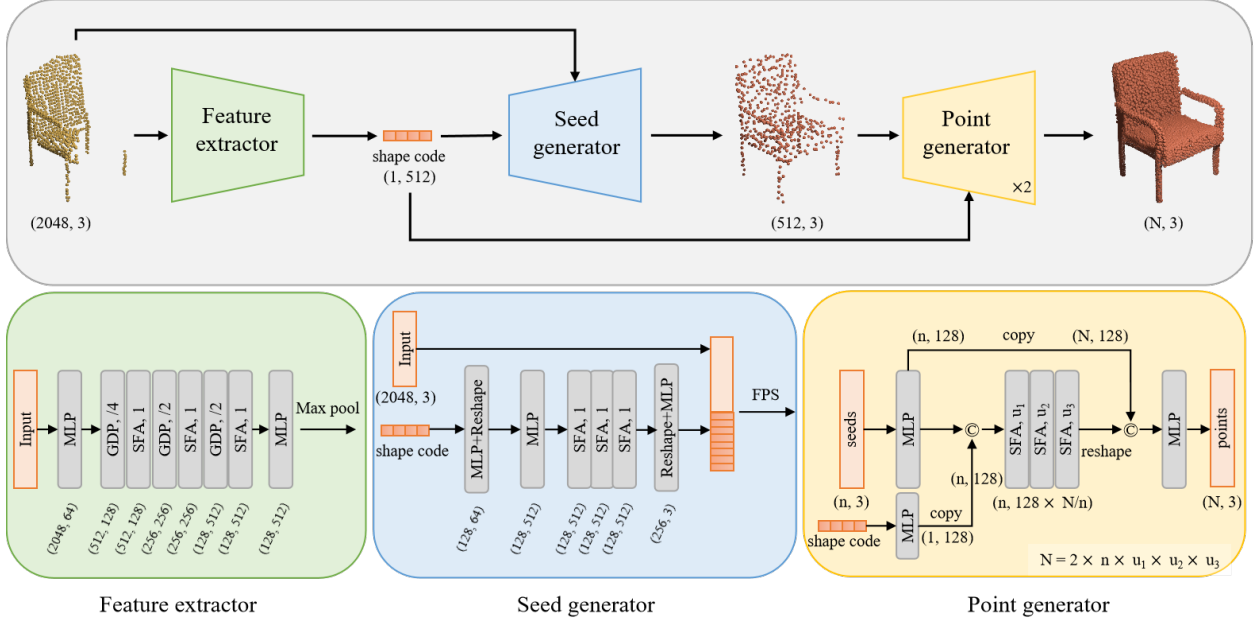 Feature
extractor
Seed
generator
Point
generator
×2
shape code
(1, 512)
(2048, 3)
(512, 3)
(N, 3)
Input
MLP
GDP, /4
SFA, 1
GDP, /2
SFA, 1
GDP, /2
SFA, 1
MLP
Max pool
(2048, 64)
(512, 128)
(512, 128)
(256, 256)
(256, 256)
(128, 512)
(128, 512)
(128, 512)
Feature extractor
Input
(2048, 3)
shape code
MLP+Reshape
MLP
SFA, 1
SFA, 1
SFA, 1
Reshape+MLP
FPS
(128, 64)
(128, 512)
(128, 512)
(128, 512)
(128, 512)
(256, 3)
Seed generator
(n, 128)
copy
(N, 128)
seeds
MLP
©
SFA, u₁
SFA, u₂
SFA, u₃
reshape
©
MLP
points
(n, 3)
(n, 128)
(n, 128 × N/n)
(N, 3)
shape code
MLP
copy
(1, 128)
N = 2 × n × u₁ × u₂ × u₃
Point generator